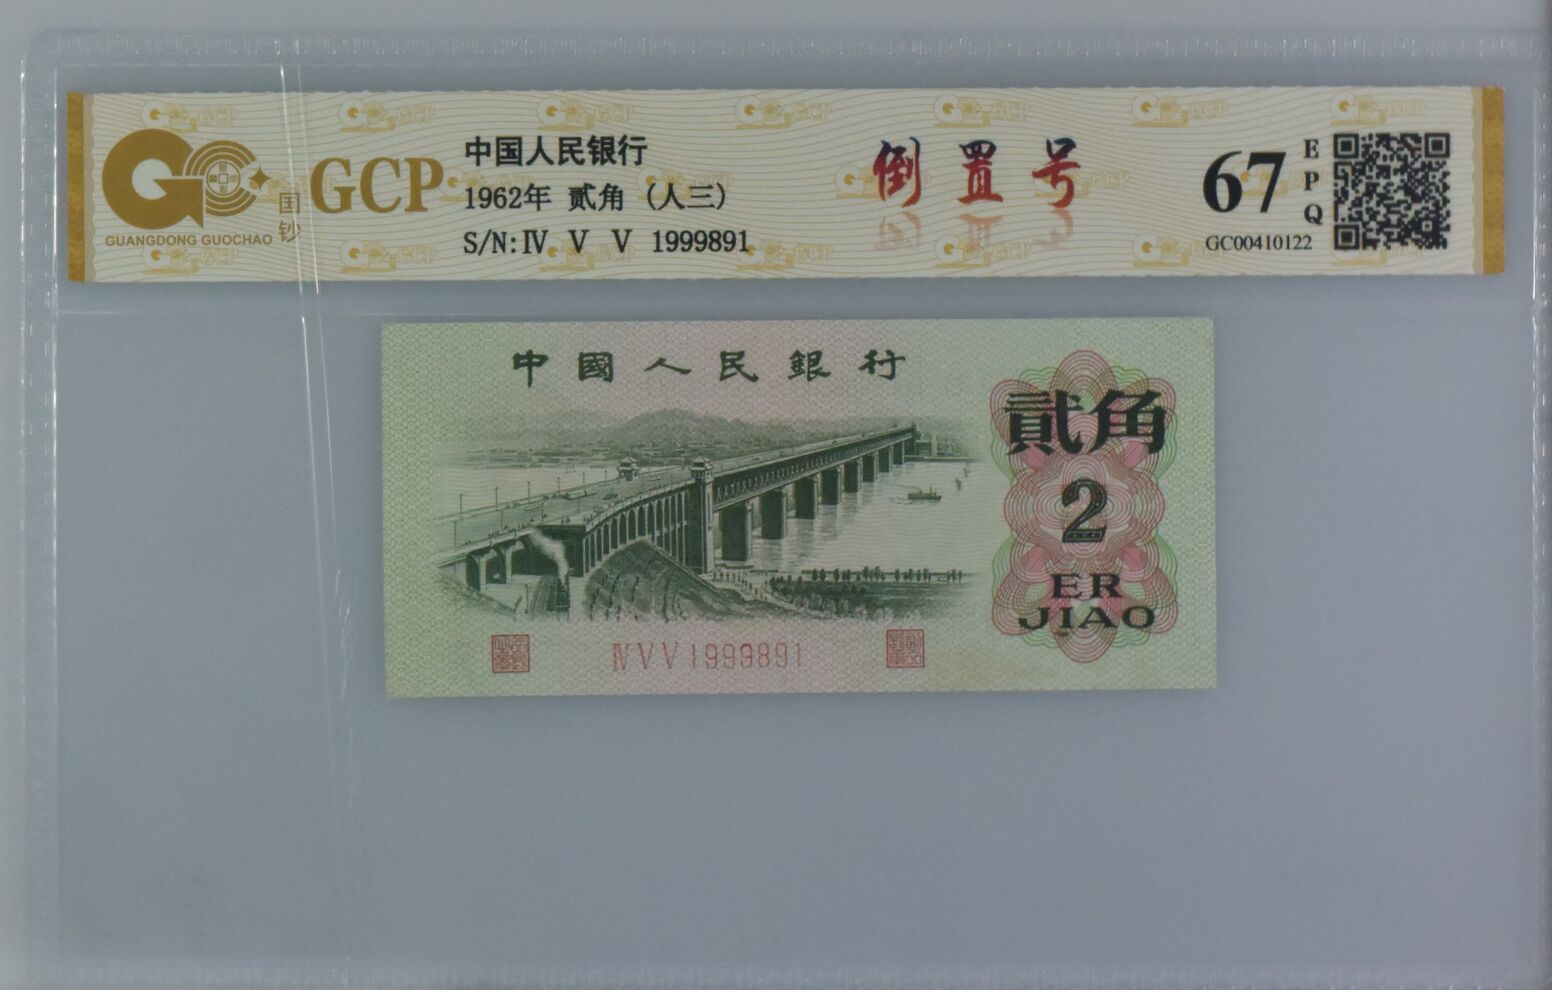 GUANGDONG GUOCHAO
国钞
GCP
中国人民银行
1962年 贰角 (人三)
S/N:Ⅳ Ⅴ Ⅴ 1999891
倒置号
67
EPQ
GC00410122
中國人民銀行
貳角
2
ER
JIAO
ⅣⅤⅤ1999891